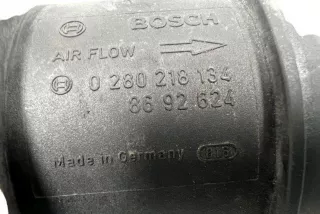 BOSCH
AIR FLOW
0 280 218 134
86 92 624
Made in Germany